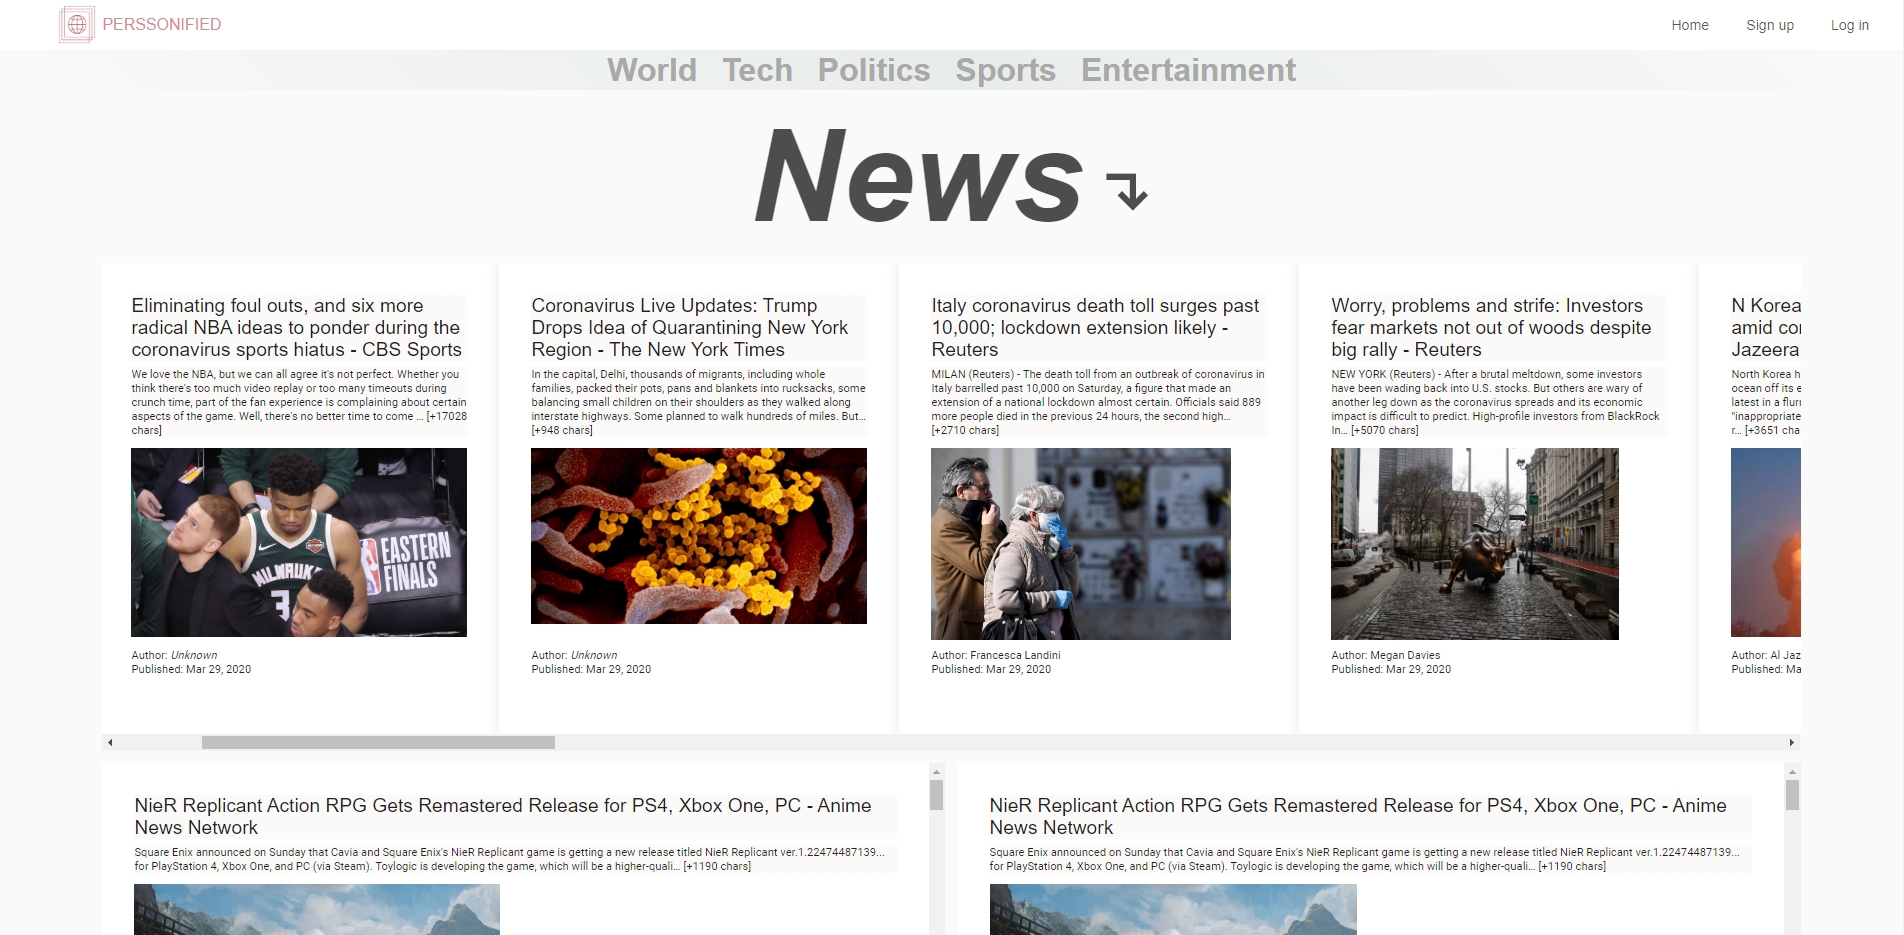 PERSSONIFIED
Home Sign up Log in
World Tech Politics Sports Entertainment
News
Eliminating foul outs, and six more
radical NBA ideas to ponder during the
coronavirus sports hiatus - CBS Sports
We love the NBA, but we can all agree it's not perfect. Whether you
think there's too much video replay or too many timeouts during
crunch time, part of the fan experience is complaining about certain
aspects of the game. Well, there's no better time to come … [+17028
chars]
EASTERN
FINALS
MILWAUK
3
Author: Unknown
Published: Mar 29, 2020
Coronavirus Live Updates: Trump
Drops Idea of Quarantining New York
Region - The New York Times
In the capital, Delhi, thousands of migrants, including whole
families, packed their pots, pans and blankets into rucksacks, some
balancing small children on their shoulders as they walked along
interstate highways. Some planned to walk hundreds of miles. But…
[+948 chars]
Author: Unknown
Published: Mar 29, 2020
Italy coronavirus death toll surges past
10,000; lockdown extension likely -
Reuters
MILAN (Reuters) - The death toll from an outbreak of coronavirus in
Italy barrelled past 10,000 on Saturday, a figure that made an
extension of a national lockdown almost certain. Officials said 889
more people died in the previous 24 hours, the second high…
[+2710 chars]
Author: Francesca Landini
Published: Mar 29, 2020
Worry, problems and strife: Investors
fear markets not out of woods despite
big rally - Reuters
NEW YORK (Reuters) - After a brutal meltdown, some investors
have been wading back into U.S. stocks. But others are wary of
another leg down as the coronavirus spreads and its economic
impact is difficult to predict. High-profile investors from BlackRock
In… [+5070 chars]
Author: Megan Davies
Published: Mar 29, 2020
N Korea
amid cor
Jazeera
North Korea h
ocean off its e
latest in a flurr
"inappropriate
r… [+3651 cha
Author: Al Jaz
Published: Ma
NieR Replicant Action RPG Gets Remastered Release for PS4, Xbox One, PC - Anime
News Network
Square Enix announced on Sunday that Cavia and Square Enix's NieR Replicant game is getting a new release titled NieR Replicant ver.1.22474487139…
for PlayStation 4, Xbox One, and PC (via Steam). Toylogic is developing the game, which will be a higher-quali… [+1190 chars]
NieR Replicant Action RPG Gets Remastered Release for PS4, Xbox One, PC - Anime
News Network
Square Enix announced on Sunday that Cavia and Square Enix's NieR Replicant game is getting a new release titled NieR Replicant ver.1.22474487139…
for PlayStation 4, Xbox One, and PC (via Steam). Toylogic is developing the game, which will be a higher-quali… [+1190 chars]